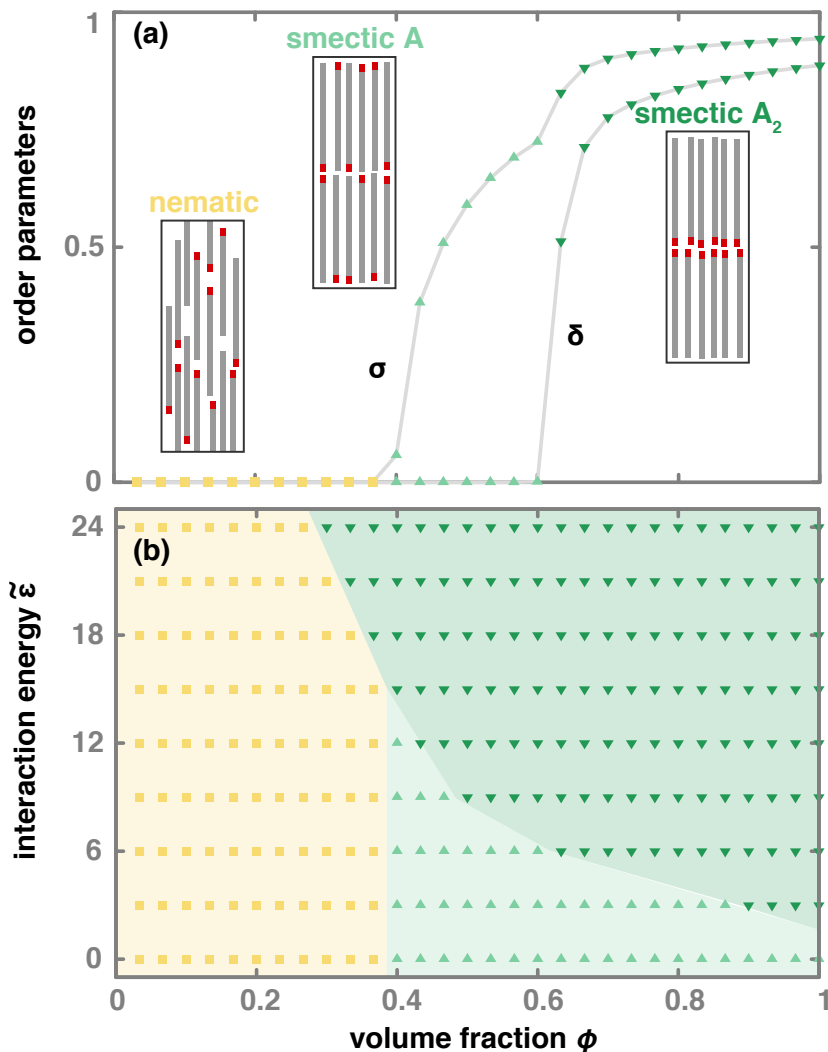 1
(a)
smectic A
smectic A₂
nematic
order parameters
0.5
σ
δ
0
(b)
24
18
12
6
0
interaction energy ε̃
0
0.2
0.4
0.6
0.8
1
volume fraction ϕ